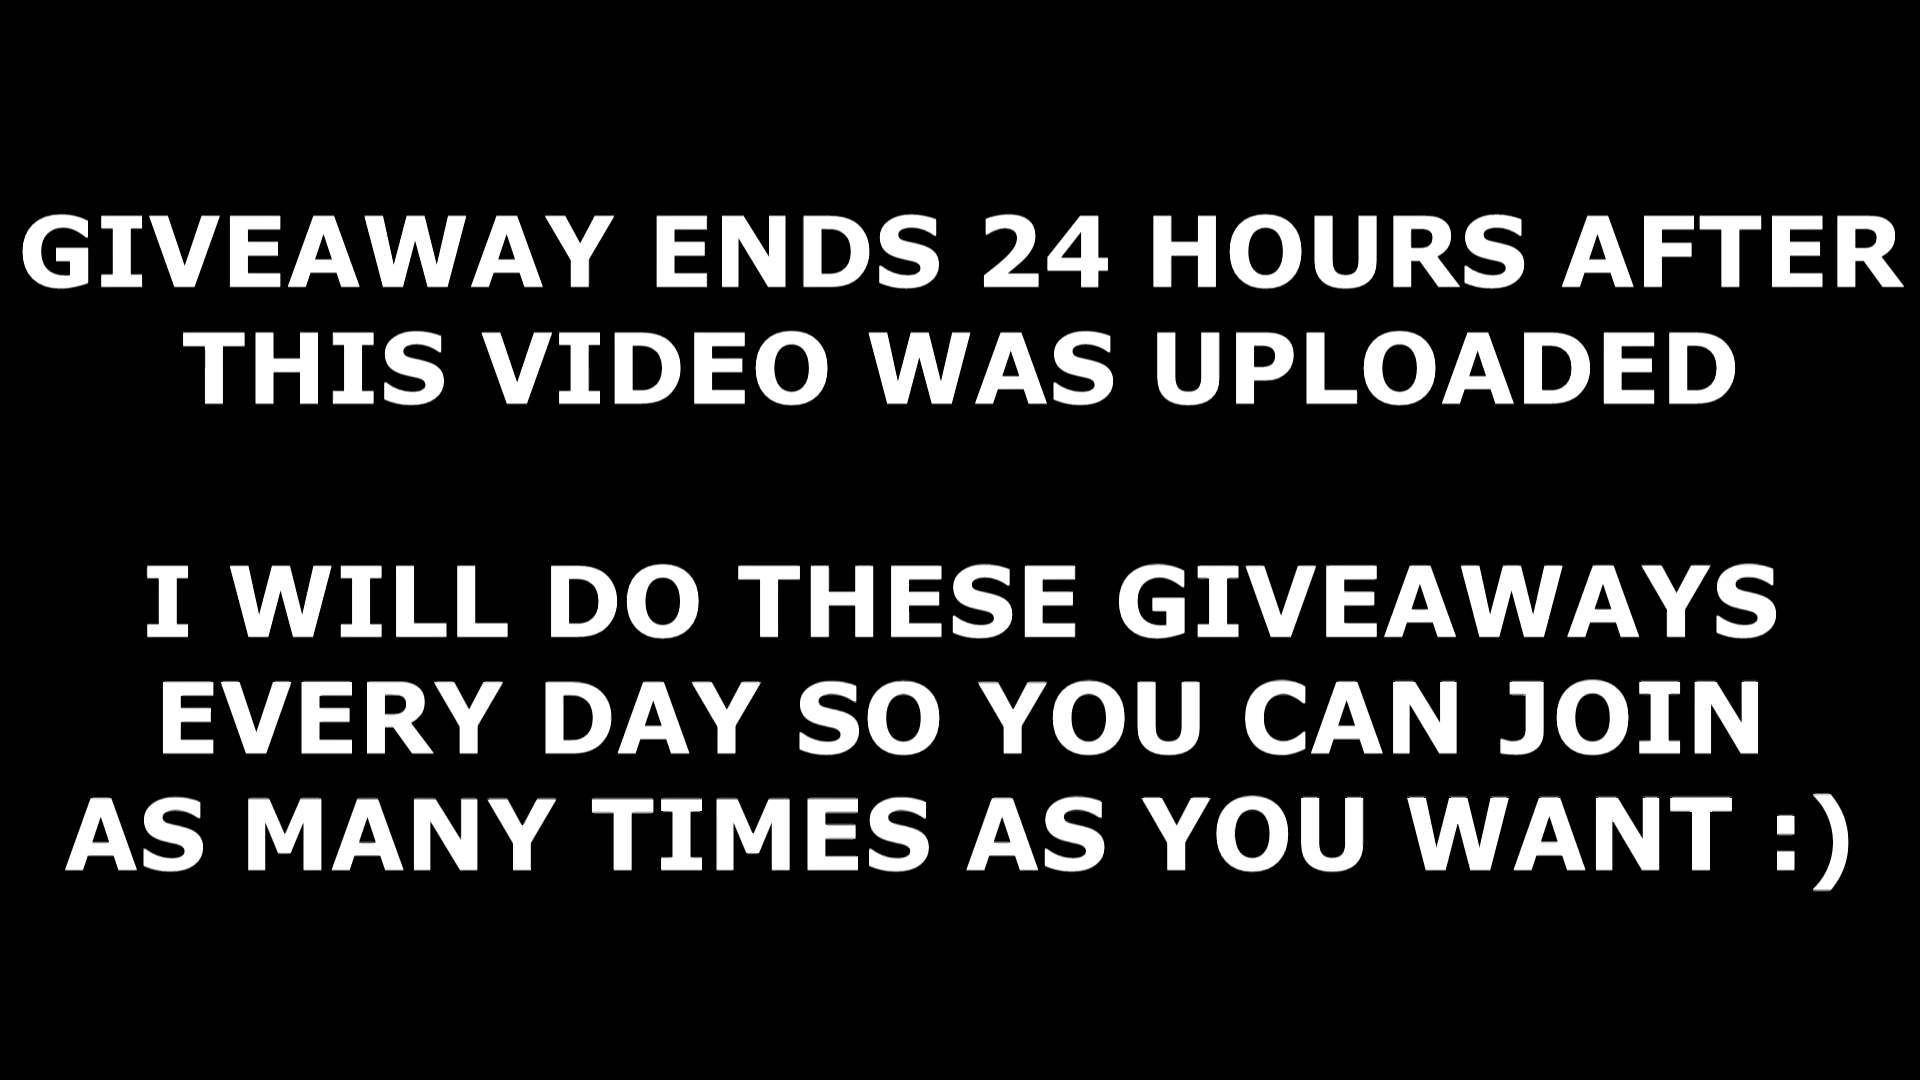 GIVEAWAY ENDS 24 HOURS AFTER
THIS VIDEO WAS UPLOADED
I WILL DO THESE GIVEAWAYS
EVERY DAY SO YOU CAN JOIN
AS MANY TIMES AS YOU WANT :)